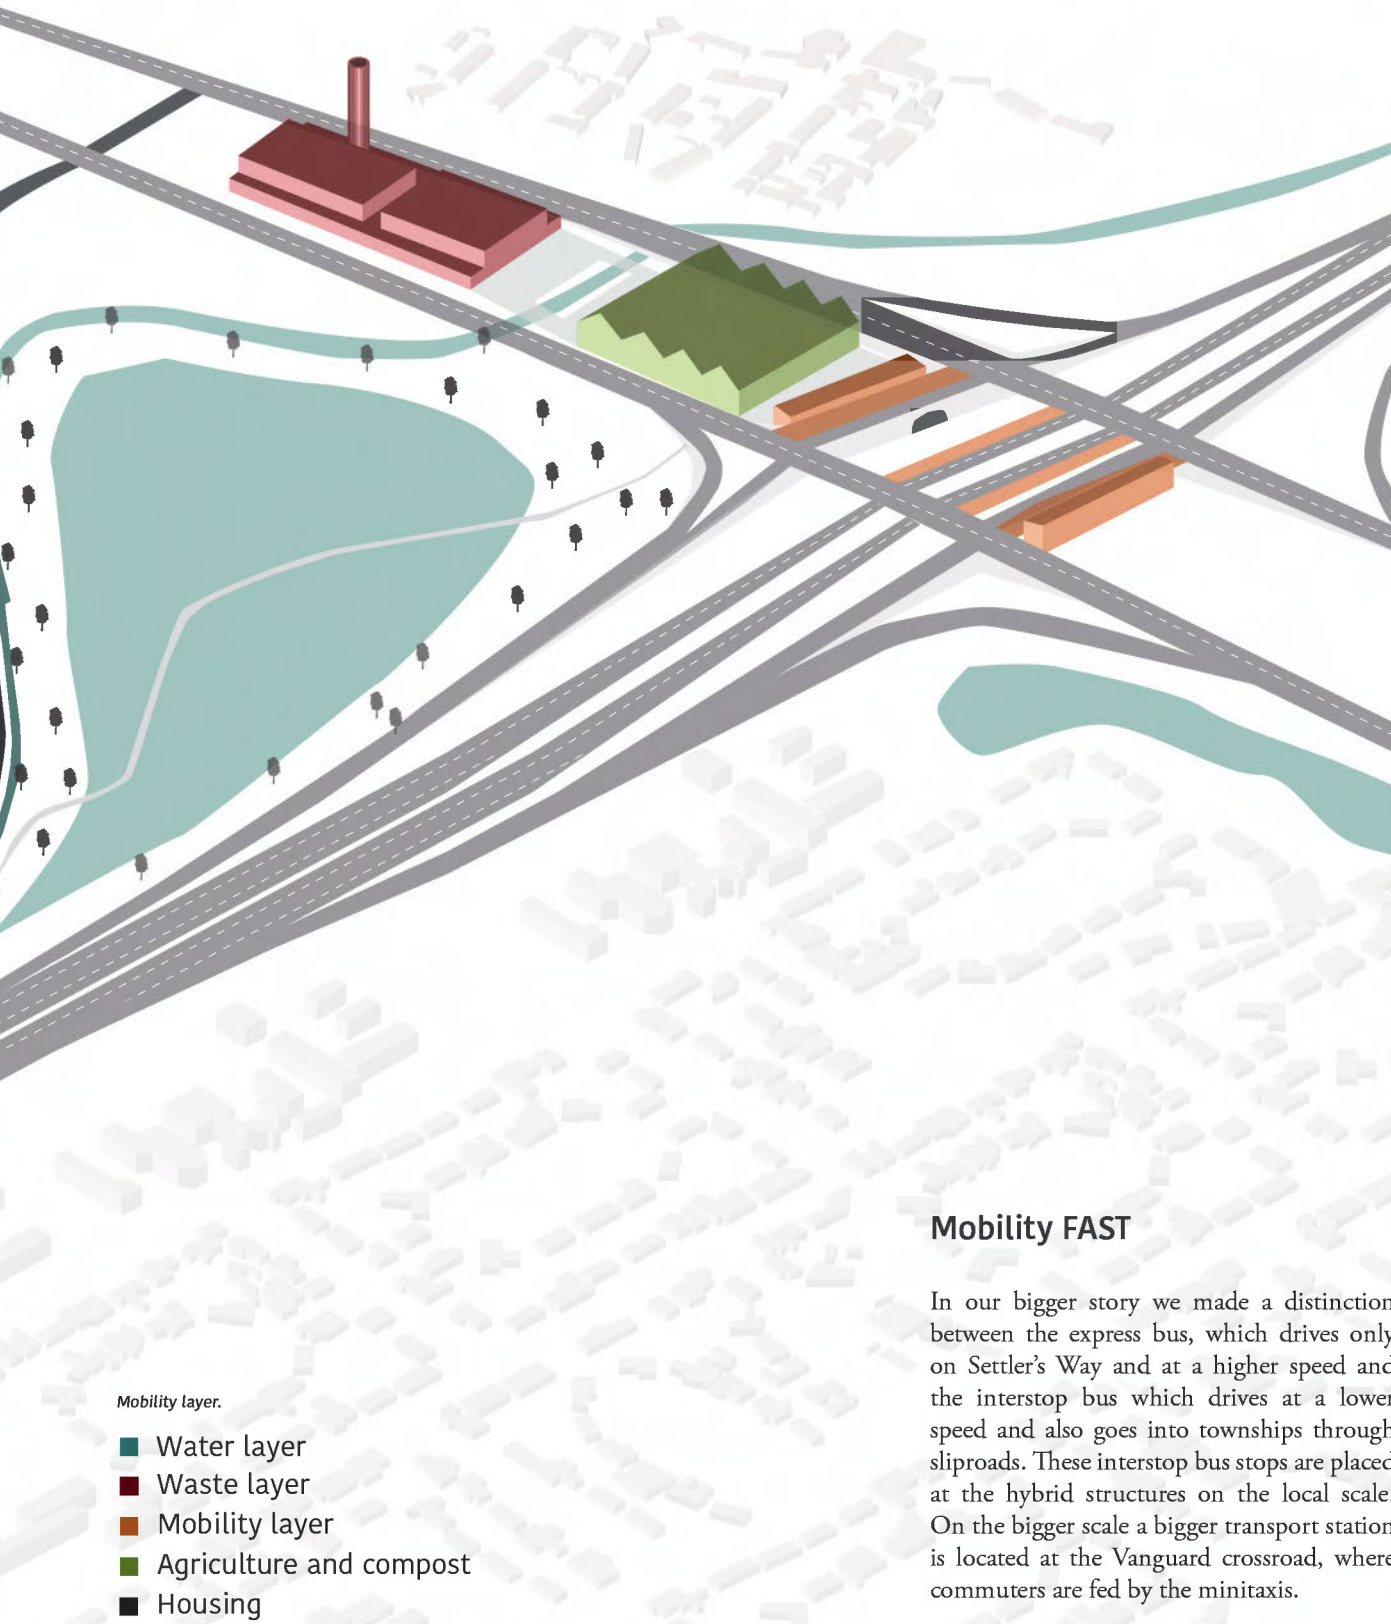 Mobility FAST
In our bigger story we made a distinction
between the express bus, which drives only
on Settler's Way and at a higher speed and
the interstop bus which drives at a lower
speed and also goes into townships through
sliproads. These interstop bus stops are placed
at the hybrid structures on the local scale.
On the bigger scale a bigger transport station
is located at the Vanguard crossroad, where
commuters are fed by the minitaxis.
Mobility layer.
Water layer
Waste layer
Mobility layer
Agriculture and compost
Housing